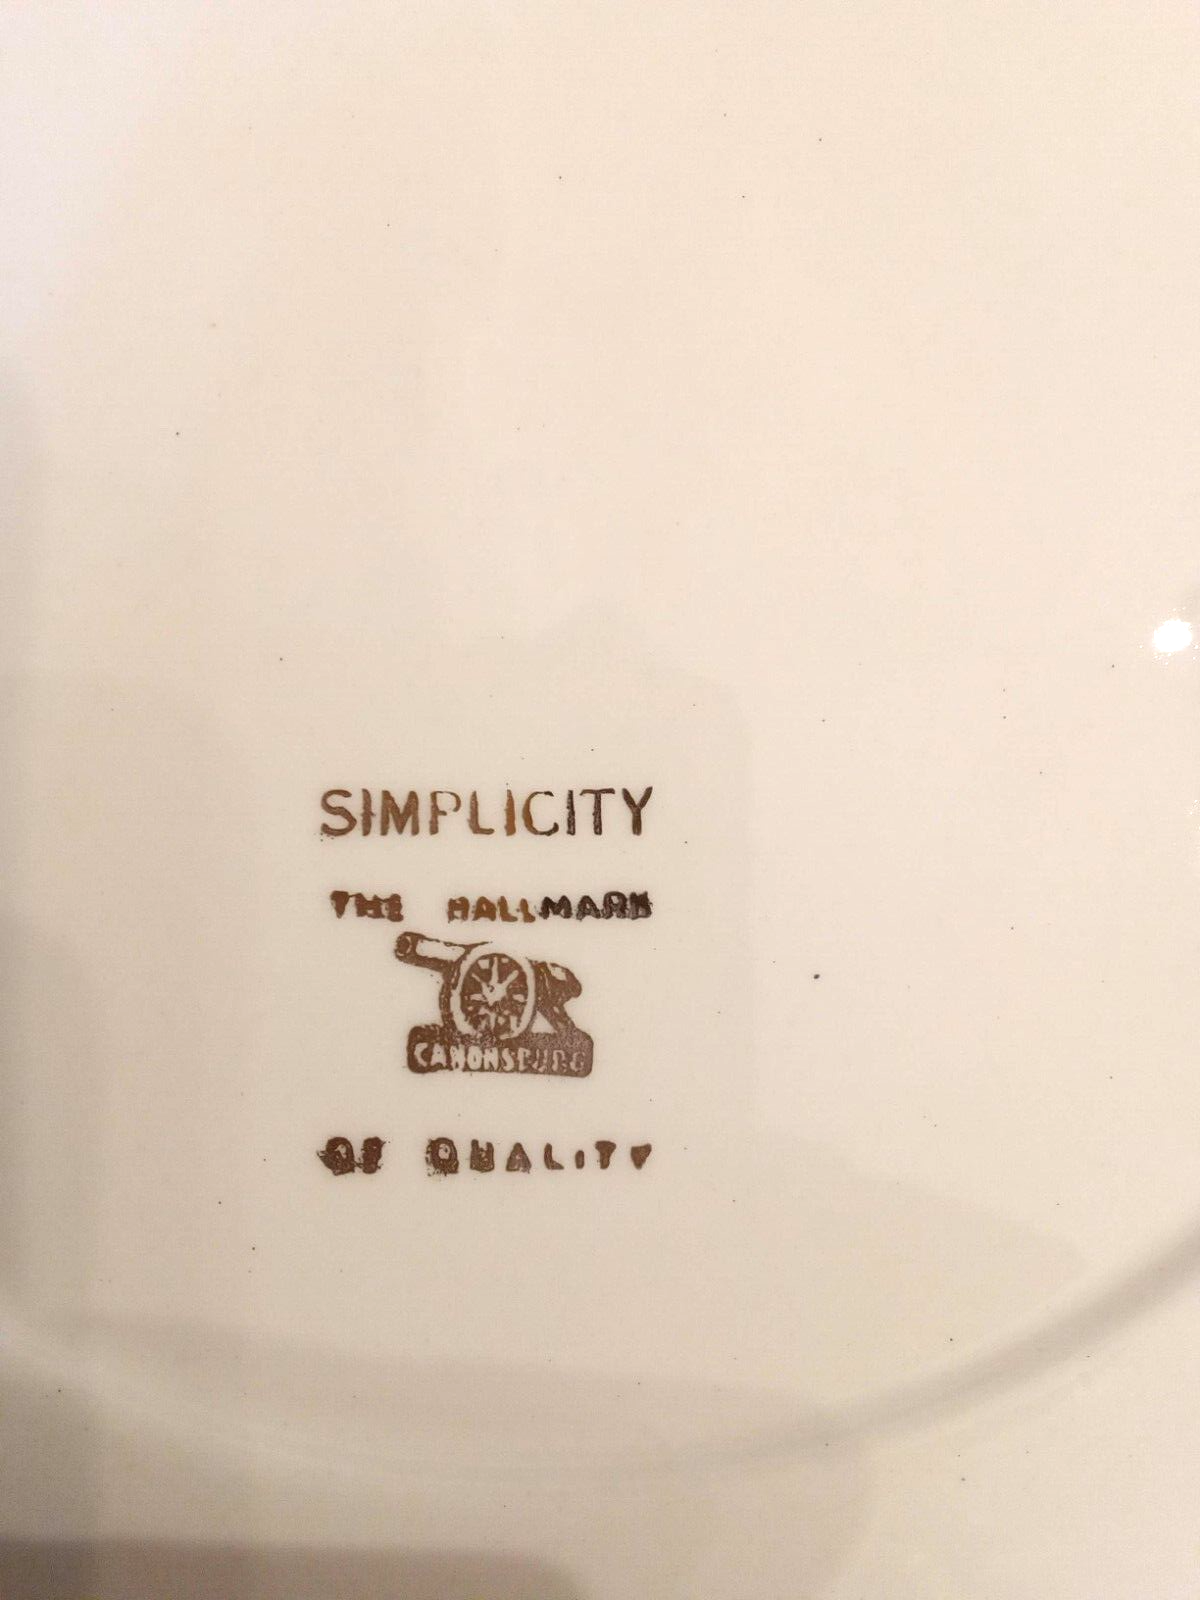 SIMPLICITY
THE HALLMARK
CANONSBURG
OF QUALITY